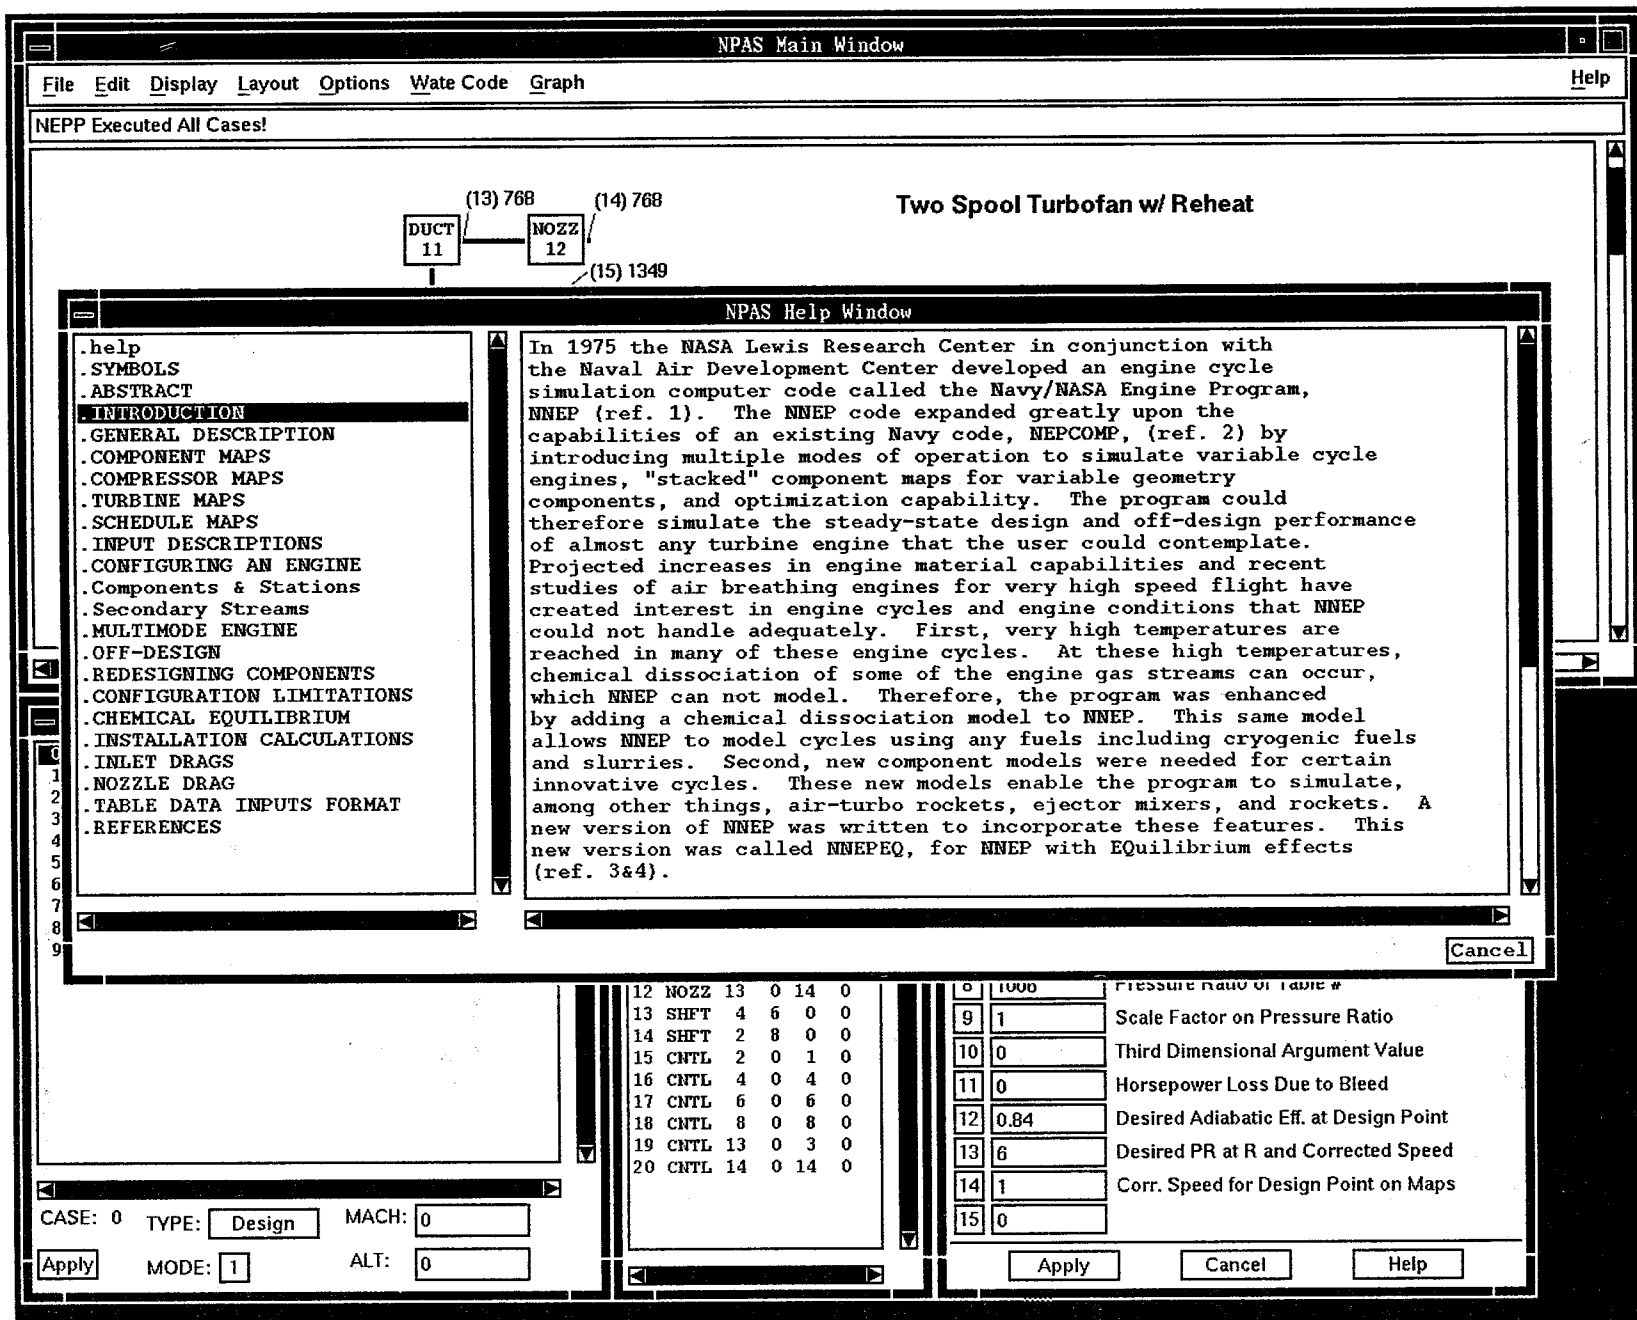 NPAS Main Window
File Edit Display Layout Options Wate Code Graph Help
NEPP Executed All Cases!
Two Spool Turbofan w/ Reheat
(13) 768 (14) 768
DUCT 11
NOZZ 12
(15) 1349
NPAS Help Window
.help
.SYMBOLS
.ABSTRACT
.INTRODUCTION
.GENERAL DESCRIPTION
.COMPONENT MAPS
.COMPRESSOR MAPS
.TURBINE MAPS
.SCHEDULE MAPS
.INPUT DESCRIPTIONS
.CONFIGURING AN ENGINE
.Components & Stations
.Secondary Streams
.MULTIMODE ENGINE
.OFF-DESIGN
.REDESIGNING COMPONENTS
.CONFIGURATION LIMITATIONS
.CHEMICAL EQUILIBRIUM
.INSTALLATION CALCULATIONS
.INLET DRAGS
.NOZZLE DRAG
.TABLE DATA INPUTS FORMAT
.REFERENCES
In 1975 the NASA Lewis Research Center in conjunction with
the Naval Air Development Center developed an engine cycle
simulation computer code called the Navy/NASA Engine Program,
NNEP (ref. 1). The NNEP code expanded greatly upon the
capabilities of an existing Navy code, NEPCOMP, (ref. 2) by
introducing multiple modes of operation to simulate variable cycle
engines, "stacked" component maps for variable geometry
components, and optimization capability. The program could
therefore simulate the steady-state design and off-design performance
of almost any turbine engine that the user could contemplate.
Projected increases in engine material capabilities and recent
studies of air breathing engines for very high speed flight have
created interest in engine cycles and engine conditions that NNEP
could not handle adequately. First, very high temperatures are
reached in many of these engine cycles. At these high temperatures,
chemical dissociation of some of the engine gas streams can occur,
which NNEP can not model. Therefore, the program was enhanced
by adding a chemical dissociation model to NNEP. This same model
allows NNEP to model cycles using any fuels including cryogenic fuels
and slurries. Second, new component models were needed for certain
innovative cycles. These new models enable the program to simulate,
among other things, air-turbo rockets, ejector mixers, and rockets. A
new version of NNEP was written to incorporate these features. This
new version was called NNEPEQ, for NNEP with EQuilibrium effects
(ref. 3&4).
Cancel
0
1
2
3
4
5
6
7
8
9
CASE: 0 TYPE: Design MACH: 0
Apply MODE: 1 ALT: 0
12 NOZZ 13 0 14 0
13 SHFT 4 6 0 0
14 SHFT 2 8 0 0
15 CNTL 2 0 1 0
16 CNTL 4 0 4 0
17 CNTL 6 0 6 0
18 CNTL 8 0 8 0
19 CNTL 13 0 3 0
20 CNTL 14 0 14 0
8 1006 Pressure Ratio or Table #
9 1 Scale Factor on Pressure Ratio
10 0 Third Dimensional Argument Value
11 0 Horsepower Loss Due to Bleed
12 0.84 Desired Adiabatic Eff. at Design Point
13 6 Desired PR at R and Corrected Speed
14 1 Corr. Speed for Design Point on Maps
15 0
Apply Cancel Help